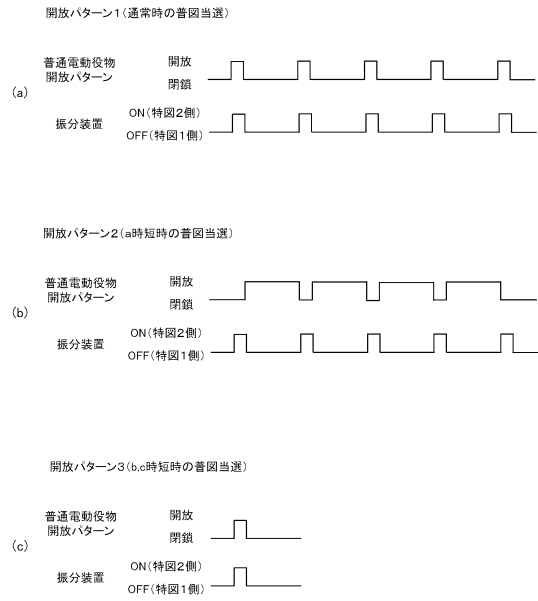 開放パターン1(通常時の普図当選)
普通電動役物
開放パターン
開放
閉鎖
(a)
振分装置
ON(特図2側)
OFF(特図1側)
開放パターン2(a時短時の普図当選)
普通電動役物
開放パターン
開放
閉鎖
(b)
振分装置
ON(特図2側)
OFF(特図1側)
開放パターン3(b,c時短時の普図当選)
普通電動役物
開放パターン
開放
閉鎖
(c)
振分装置
ON(特図2側)
OFF(特図1側)